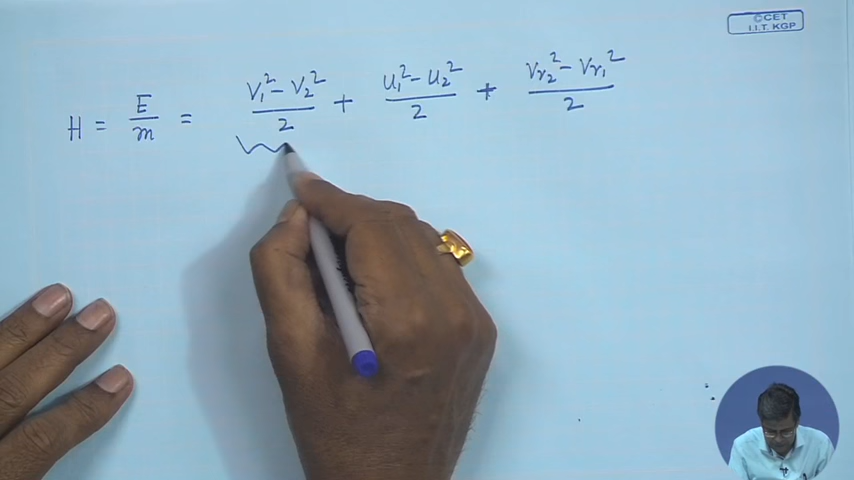 ©CET
I.I.T. KGP
H = E/m = (V₁² - V₂²)/2 + (u₁² - u₂²)/2 + (Vr₂² - Vr₁²)/2